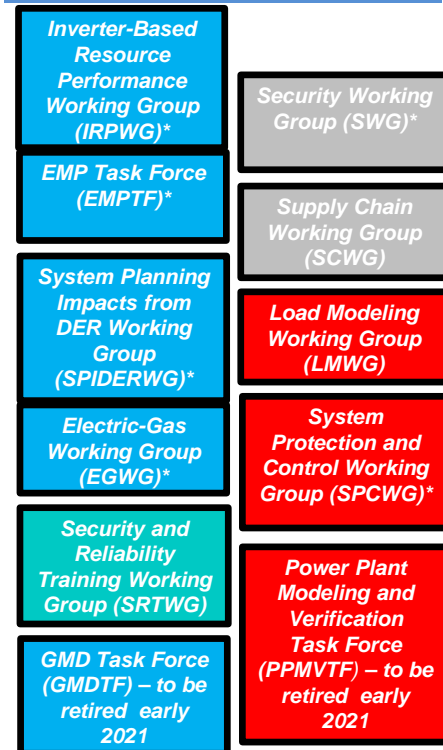 Inverter-Based
Resource
Performance
Working Group
(IRPWG)*
EMP Task Force
(EMPTF)*
System Planning
Impacts from
DER Working
Group
(SPIDERWG)*
Electric-Gas
Working Group
(EGWG)*
Security and
Reliability
Training Working
Group (SRTWG)
GMD Task Force
(GMDTF) – to be
retired early
2021
Security Working
Group (SWG)*
Supply Chain
Working Group
(SCWG)
Load Modeling
Working Group
(LMWG)
System
Protection and
Control Working
Group (SPCWG)*
Power Plant
Modeling and
Verification
Task Force
(PPMVTF) – to be
retired early
2021